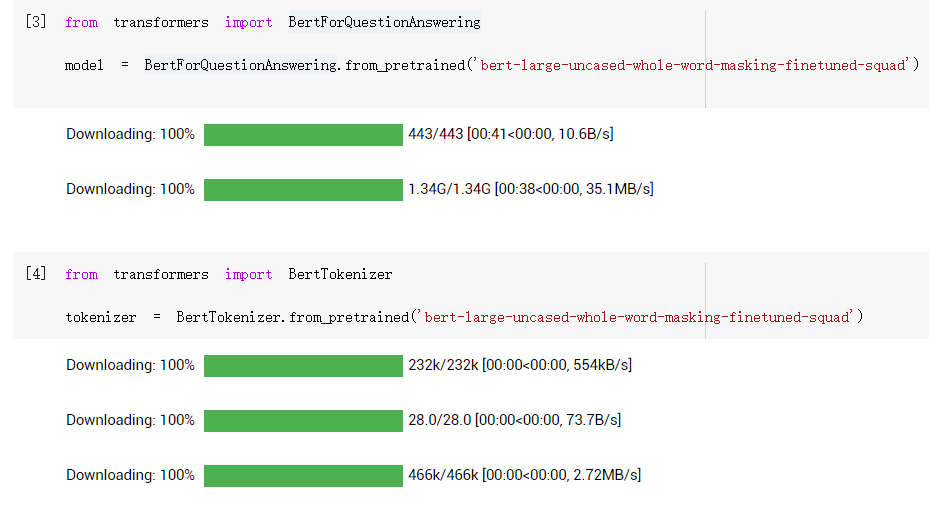 [3] from transformers import BertForQuestionAnswering
model = BertForQuestionAnswering.from_pretrained('bert-large-uncased-whole-word-masking-finetuned-squad')
Downloading: 100% 443/443 [00:41<00:00, 10.6B/s]
Downloading: 100% 1.34G/1.34G [00:38<00:00, 35.1MB/s]
[4] from transformers import BertTokenizer
tokenizer = BertTokenizer.from_pretrained('bert-large-uncased-whole-word-masking-finetuned-squad')
Downloading: 100% 232k/232k [00:00<00:00, 554kB/s]
Downloading: 100% 28.0/28.0 [00:00<00:00, 73.7B/s]
Downloading: 100% 466k/466k [00:00<00:00, 2.72MB/s]